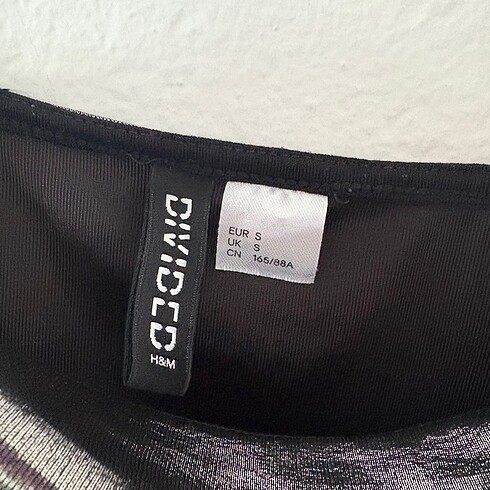 DIVIDED
H&M
EUR S
UK S
CN 165/88A